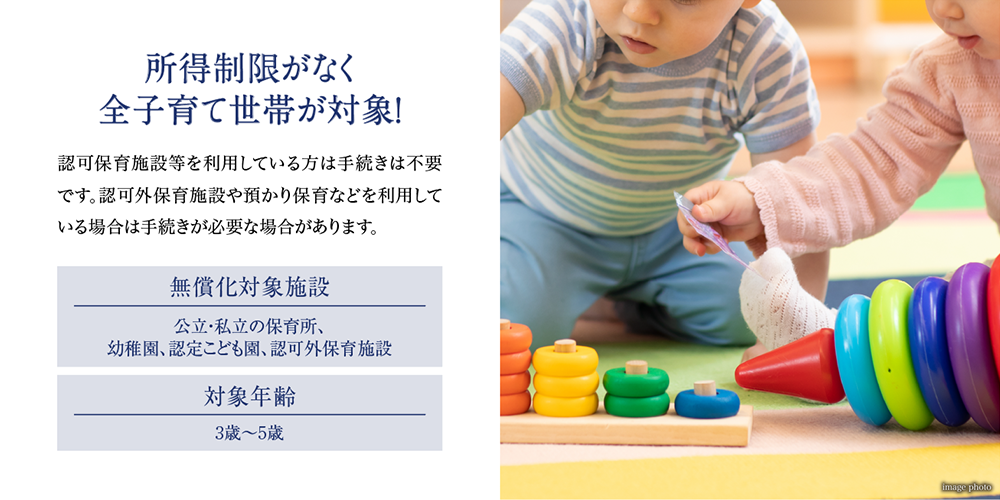 所得制限がなく
全子育て世帯が対象!
認可保育施設等を利用している方は手続きは不要
です。認可外保育施設や預かり保育などを利用して
いる場合は手続きが必要な場合があります。
無償化対象施設
公立・私立の保育所、
幼稚園、認定こども園、認可外保育施設
対象年齢
3歳～5歳
image photo